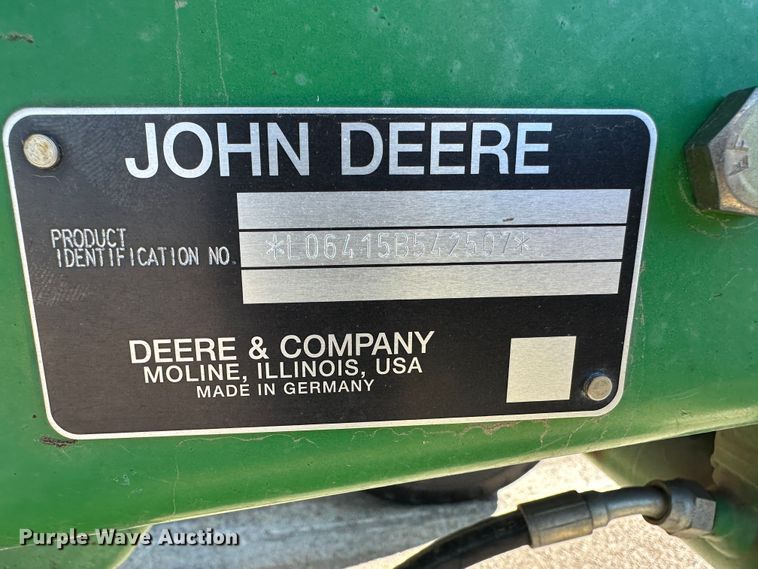 JOHN DEERE
PRODUCT
IDENTIFICATION NO.
*L06415B542507*
DEERE & COMPANY
MOLINE, ILLINOIS, USA
MADE IN GERMANY
Purple Wave Auction